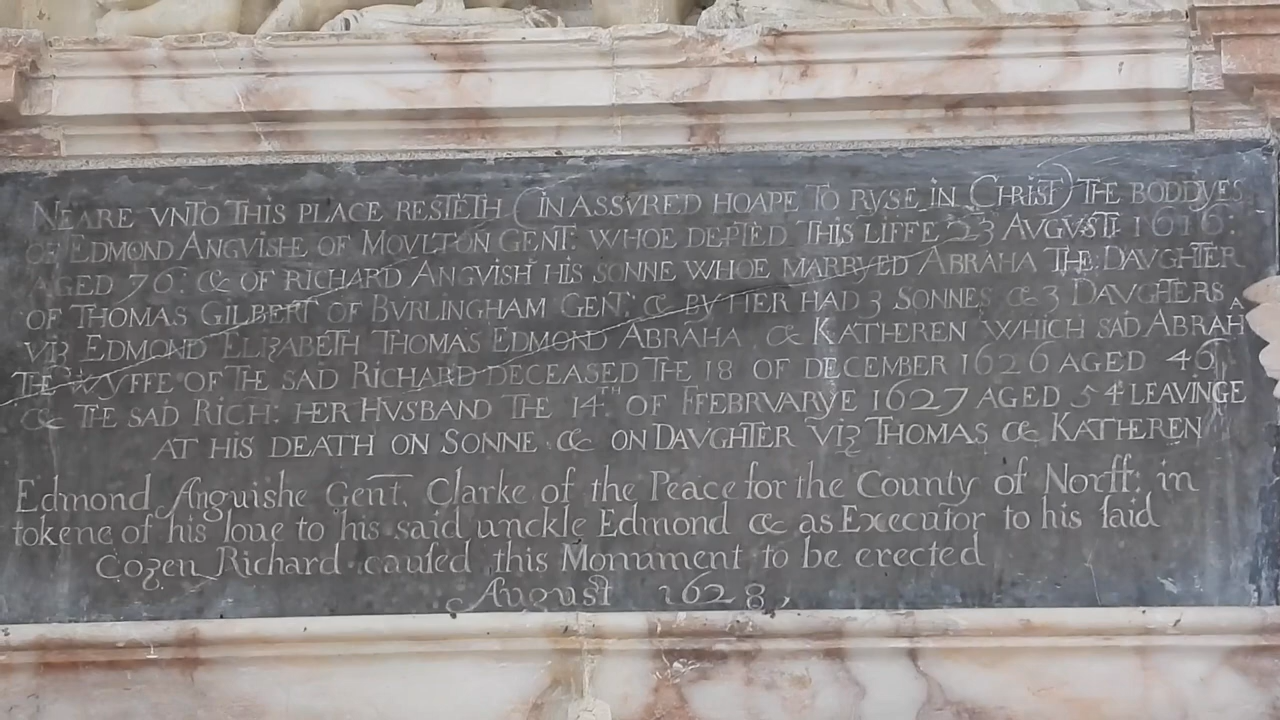 NEARE VNTO THIS PLACE RESTETH (IN ASSVRED HOAPE TO RYSE IN CHRIST) THE BODDYES
OF EDMOND ANGVISHE OF MOVLTON GENT: WHOE DEPTED THIS LIFFE 23 AVGVSTI 1616:
AGED 76: & OF RICHARD ANGVISH HIS SONNE WHOE MARRYED ABRAHA THE DAVGHTER
OF THOMAS GILBERT OF BVRLINGHAM GENT: & BY HER HAD 3 SONNES & 3 DAVGHTERS
VIZ EDMOND ELIZABETH THOMAS EDMOND ABRAHA & KATHEREN WHICH SAD ABRAHA
THE WYFFE OF THE SAD RICHARD DECEASED THE 18 OF DECEMBER 1626 AGED 46
& THE SAD RICH: HER HVSBAND THE 14TH OF FFEBRVARYE 1627 AGED 54 LEAVINGE
AT HIS DEATH ON SONNE & ON DAVGHTER VIZ THOMAS & KATHEREN
Edmond Anguishe Gent. Clarke of the Peace for the County of Norff: in
tokene of his loue to his said unckle Edmond & as Executor to his ſaid
Cozen Richard cauſed this Monument to be erected
August 1628,